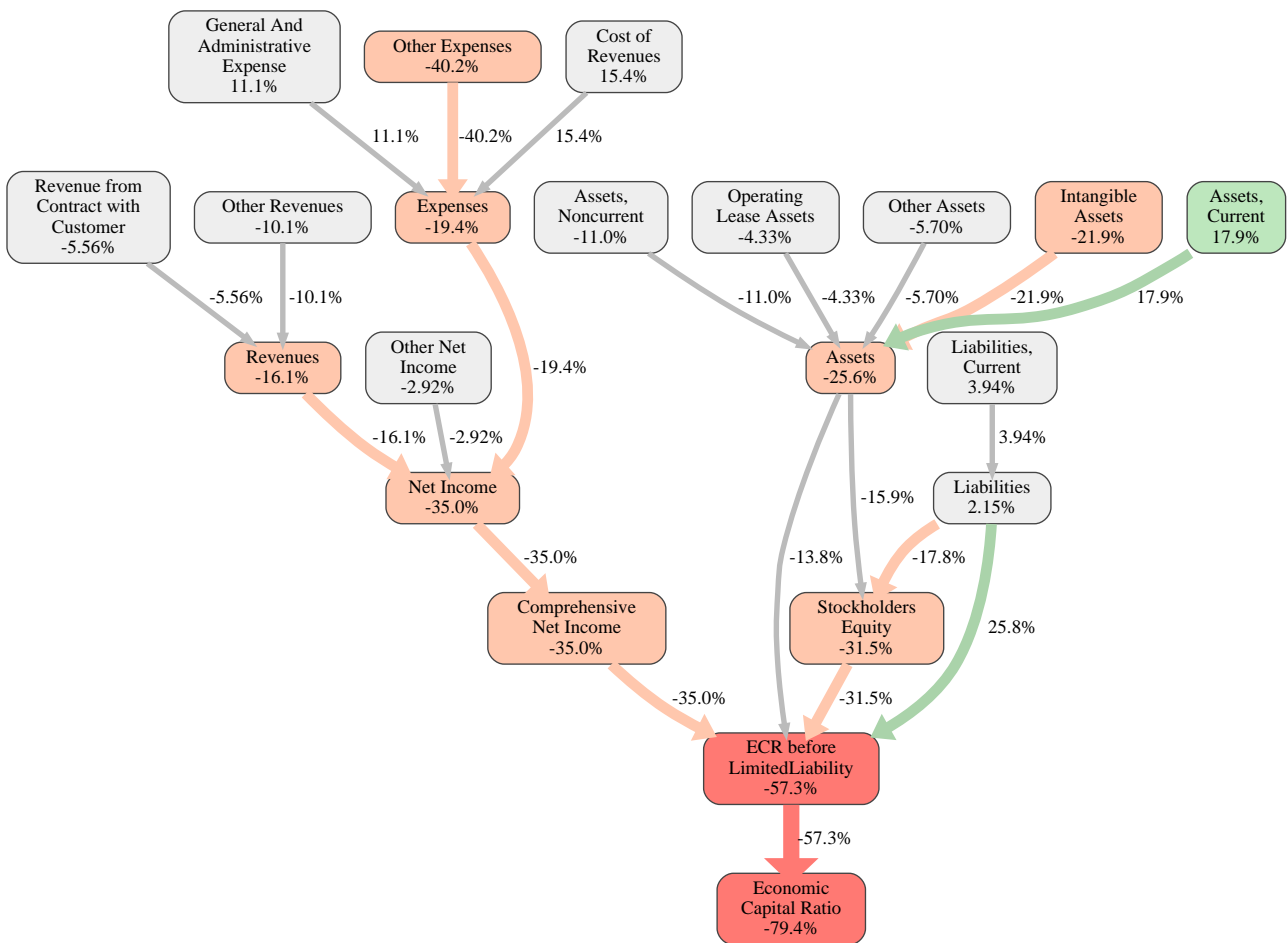 General And
Administrative
Expense
11.1%
Other Expenses
-40.2%
Cost of
Revenues
15.4%
11.1%
-40.2%
15.4%
Revenue from
Contract with
Customer
-5.56%
Other Revenues
-10.1%
Expenses
-19.4%
Assets,
Noncurrent
-11.0%
Operating
Lease Assets
-4.33%
Other Assets
-5.70%
Intangible
Assets
-21.9%
Assets,
Current
17.9%
-5.56%
-10.1%
-11.0%
-4.33%
-5.70%
-21.9%
17.9%
Revenues
-16.1%
Other Net
Income
-2.92%
-19.4%
Assets
-25.6%
Liabilities,
Current
3.94%
-16.1%
-2.92%
3.94%
Net Income
-35.0%
-15.9%
Liabilities
2.15%
-35.0%
-13.8%
-17.8%
Comprehensive
Net Income
-35.0%
Stockholders
Equity
-31.5%
25.8%
-35.0%
-31.5%
ECR before
LimitedLiability
-57.3%
-57.3%
Economic
Capital Ratio
-79.4%